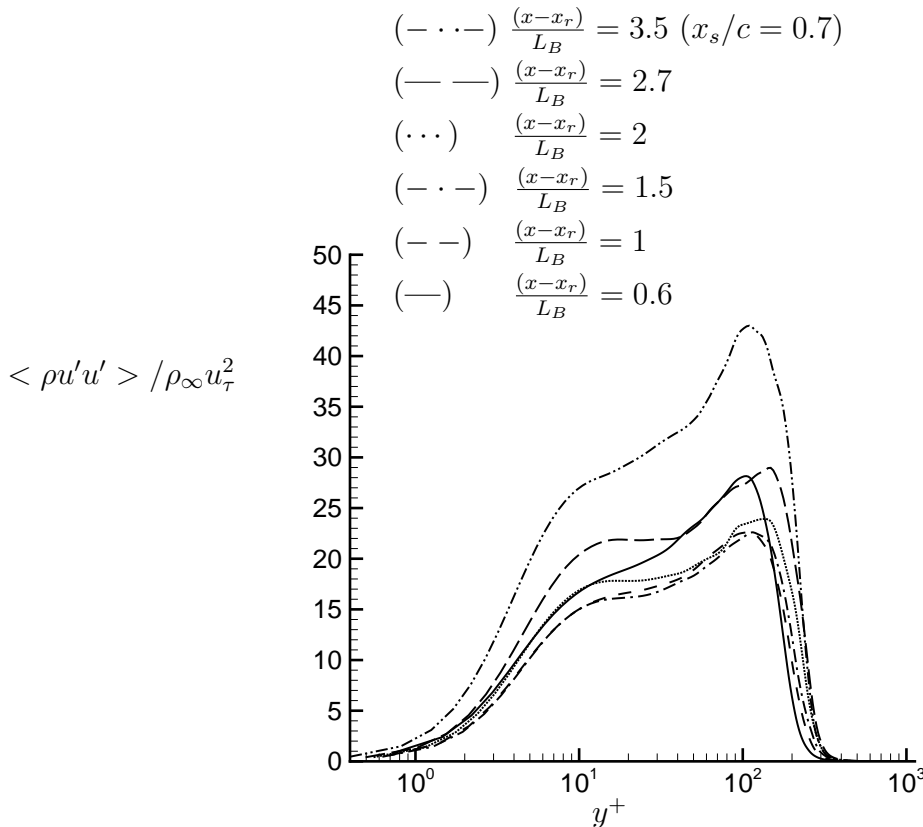 (− · ·−) (x−x_r)/L_B = 3.5 (x_s/c = 0.7)
(— —) (x−x_r)/L_B = 2.7
(· · ·) (x−x_r)/L_B = 2
(− · −) (x−x_r)/L_B = 1.5
(− −) (x−x_r)/L_B = 1
(—) (x−x_r)/L_B = 0.6
< ρu′u′ > /ρ_∞u_τ^2
50
45
40
35
30
25
20
15
10
5
0
10^0 10^1 10^2 10^3
y^+